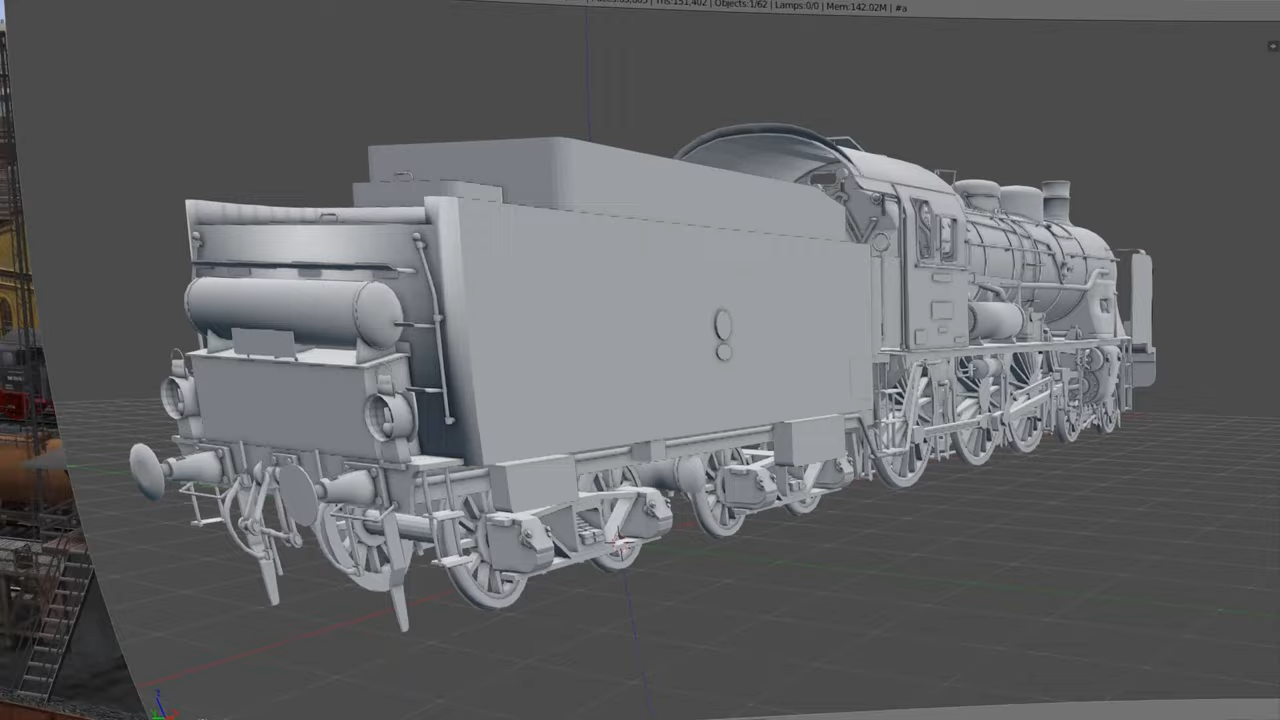 Tris:151,402 | Objects:1/62 | Lamps:0/0 | Mem:142.02M | #a